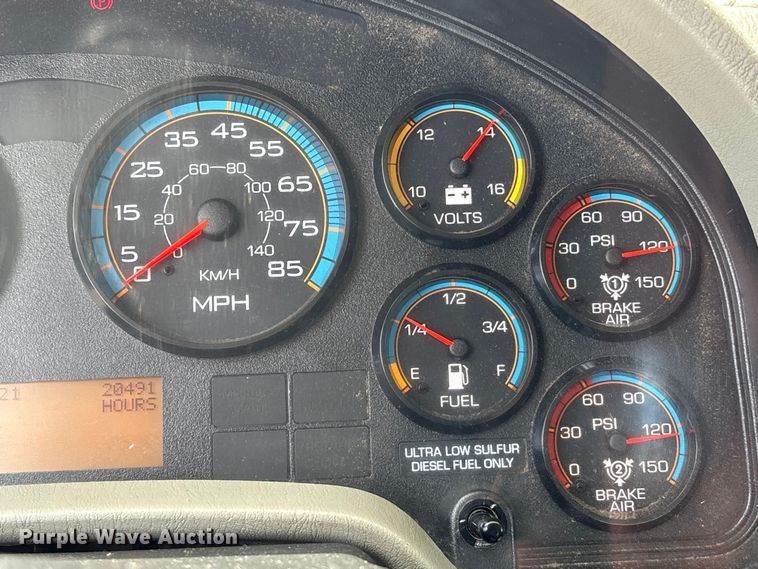 5
15
25
35
45
55
65
75
85
0
0
20
40
60
80
100
120
140
KM/H
MPH
10
12
14
16
VOLTS
E
1/4
1/2
3/4
F
FUEL
0
30
60
90
120
150
PSI
1
BRAKE
AIR
0
30
60
90
120
150
PSI
2
BRAKE
AIR
21 20491
HOURS
ULTRA LOW SULFUR
DIESEL FUEL ONLY
Purple Wave Auction